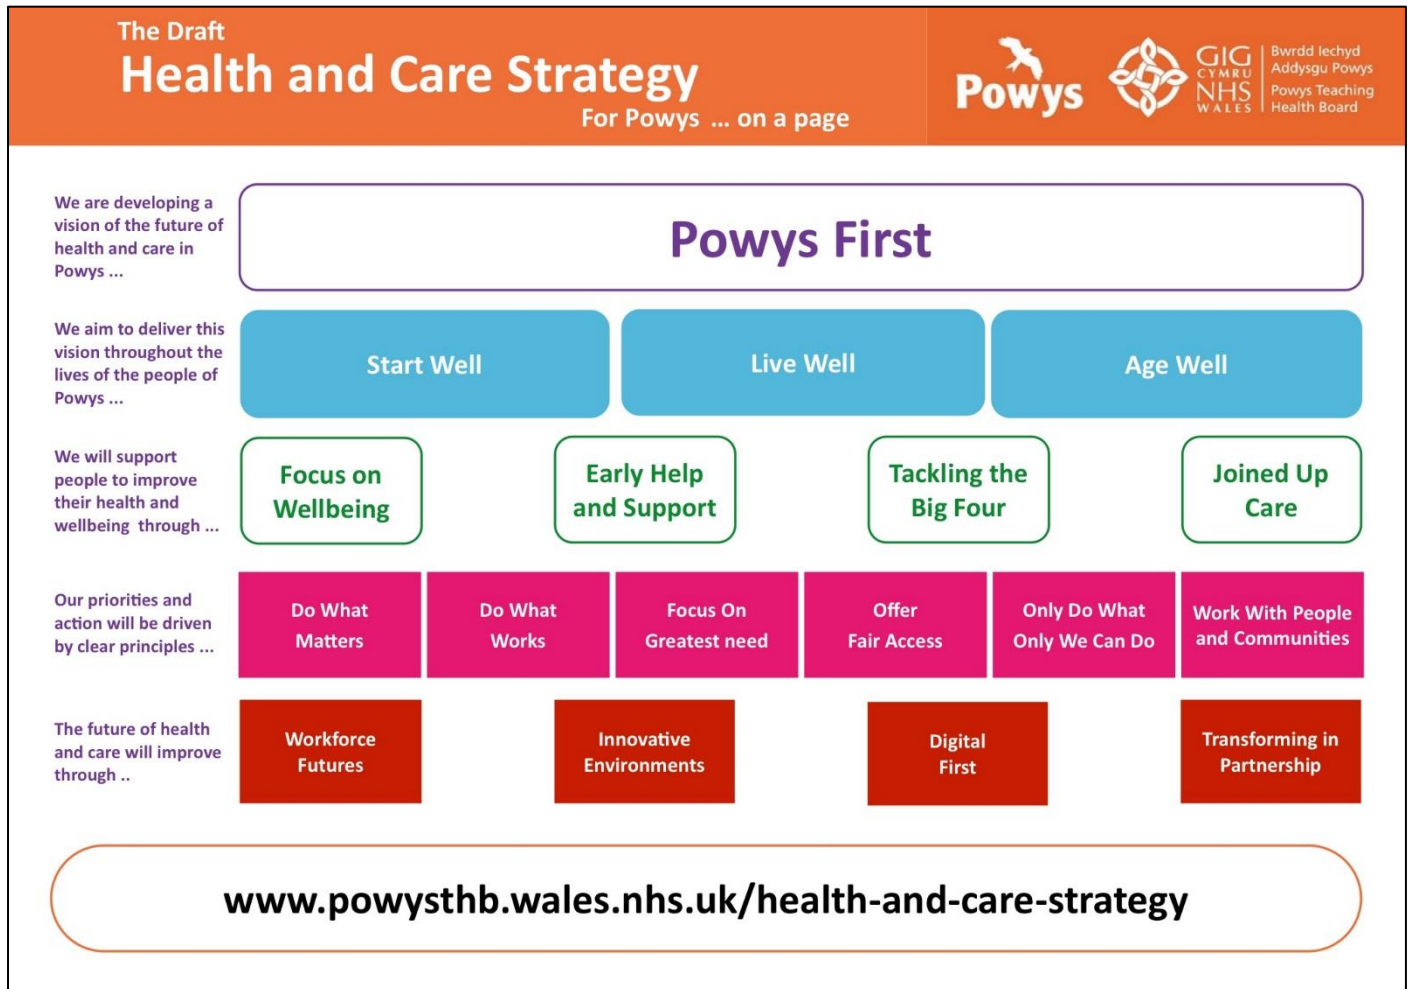 The Draft
Health and Care Strategy
For Powys ... on a page
Powys
GIG
CYMRU
NHS
WALES
Bwrdd Iechyd
Addysgu Powys
Powys Teaching
Health Board
We are developing a
vision of the future of
health and care in
Powys ...
Powys First
We aim to deliver this
vision throughout the
lives of the people of
Powys ...
Start Well
Live Well
Age Well
We will support
people to improve
their health and
wellbeing through ...
Focus on
Wellbeing
Early Help
and Support
Tackling the
Big Four
Joined Up
Care
Our priorities and
action will be driven
by clear principles ...
Do What
Matters
Do What
Works
Focus On
Greatest need
Offer
Fair Access
Only Do What
Only We Can Do
Work With People
and Communities
The future of health
and care will improve
through ..
Workforce
Futures
Innovative
Environments
Digital
First
Transforming in
Partnership
www.powysthb.wales.nhs.uk/health-and-care-strategy